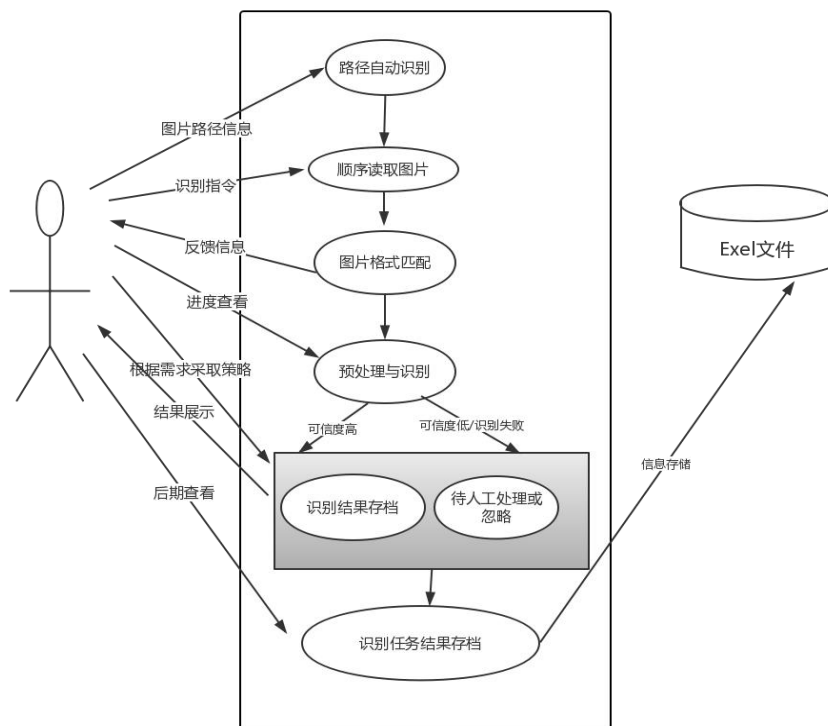 路径自动识别
图片路径信息
顺序读取图片
识别指令
反馈信息
图片格式匹配
Exel文件
进度查看
预处理与识别
根据需求采取策略
结果展示
可信度高
可信度低/识别失败
信息存储
后期查看
识别结果存档
待人工处理或
忽略
识别任务结果存档